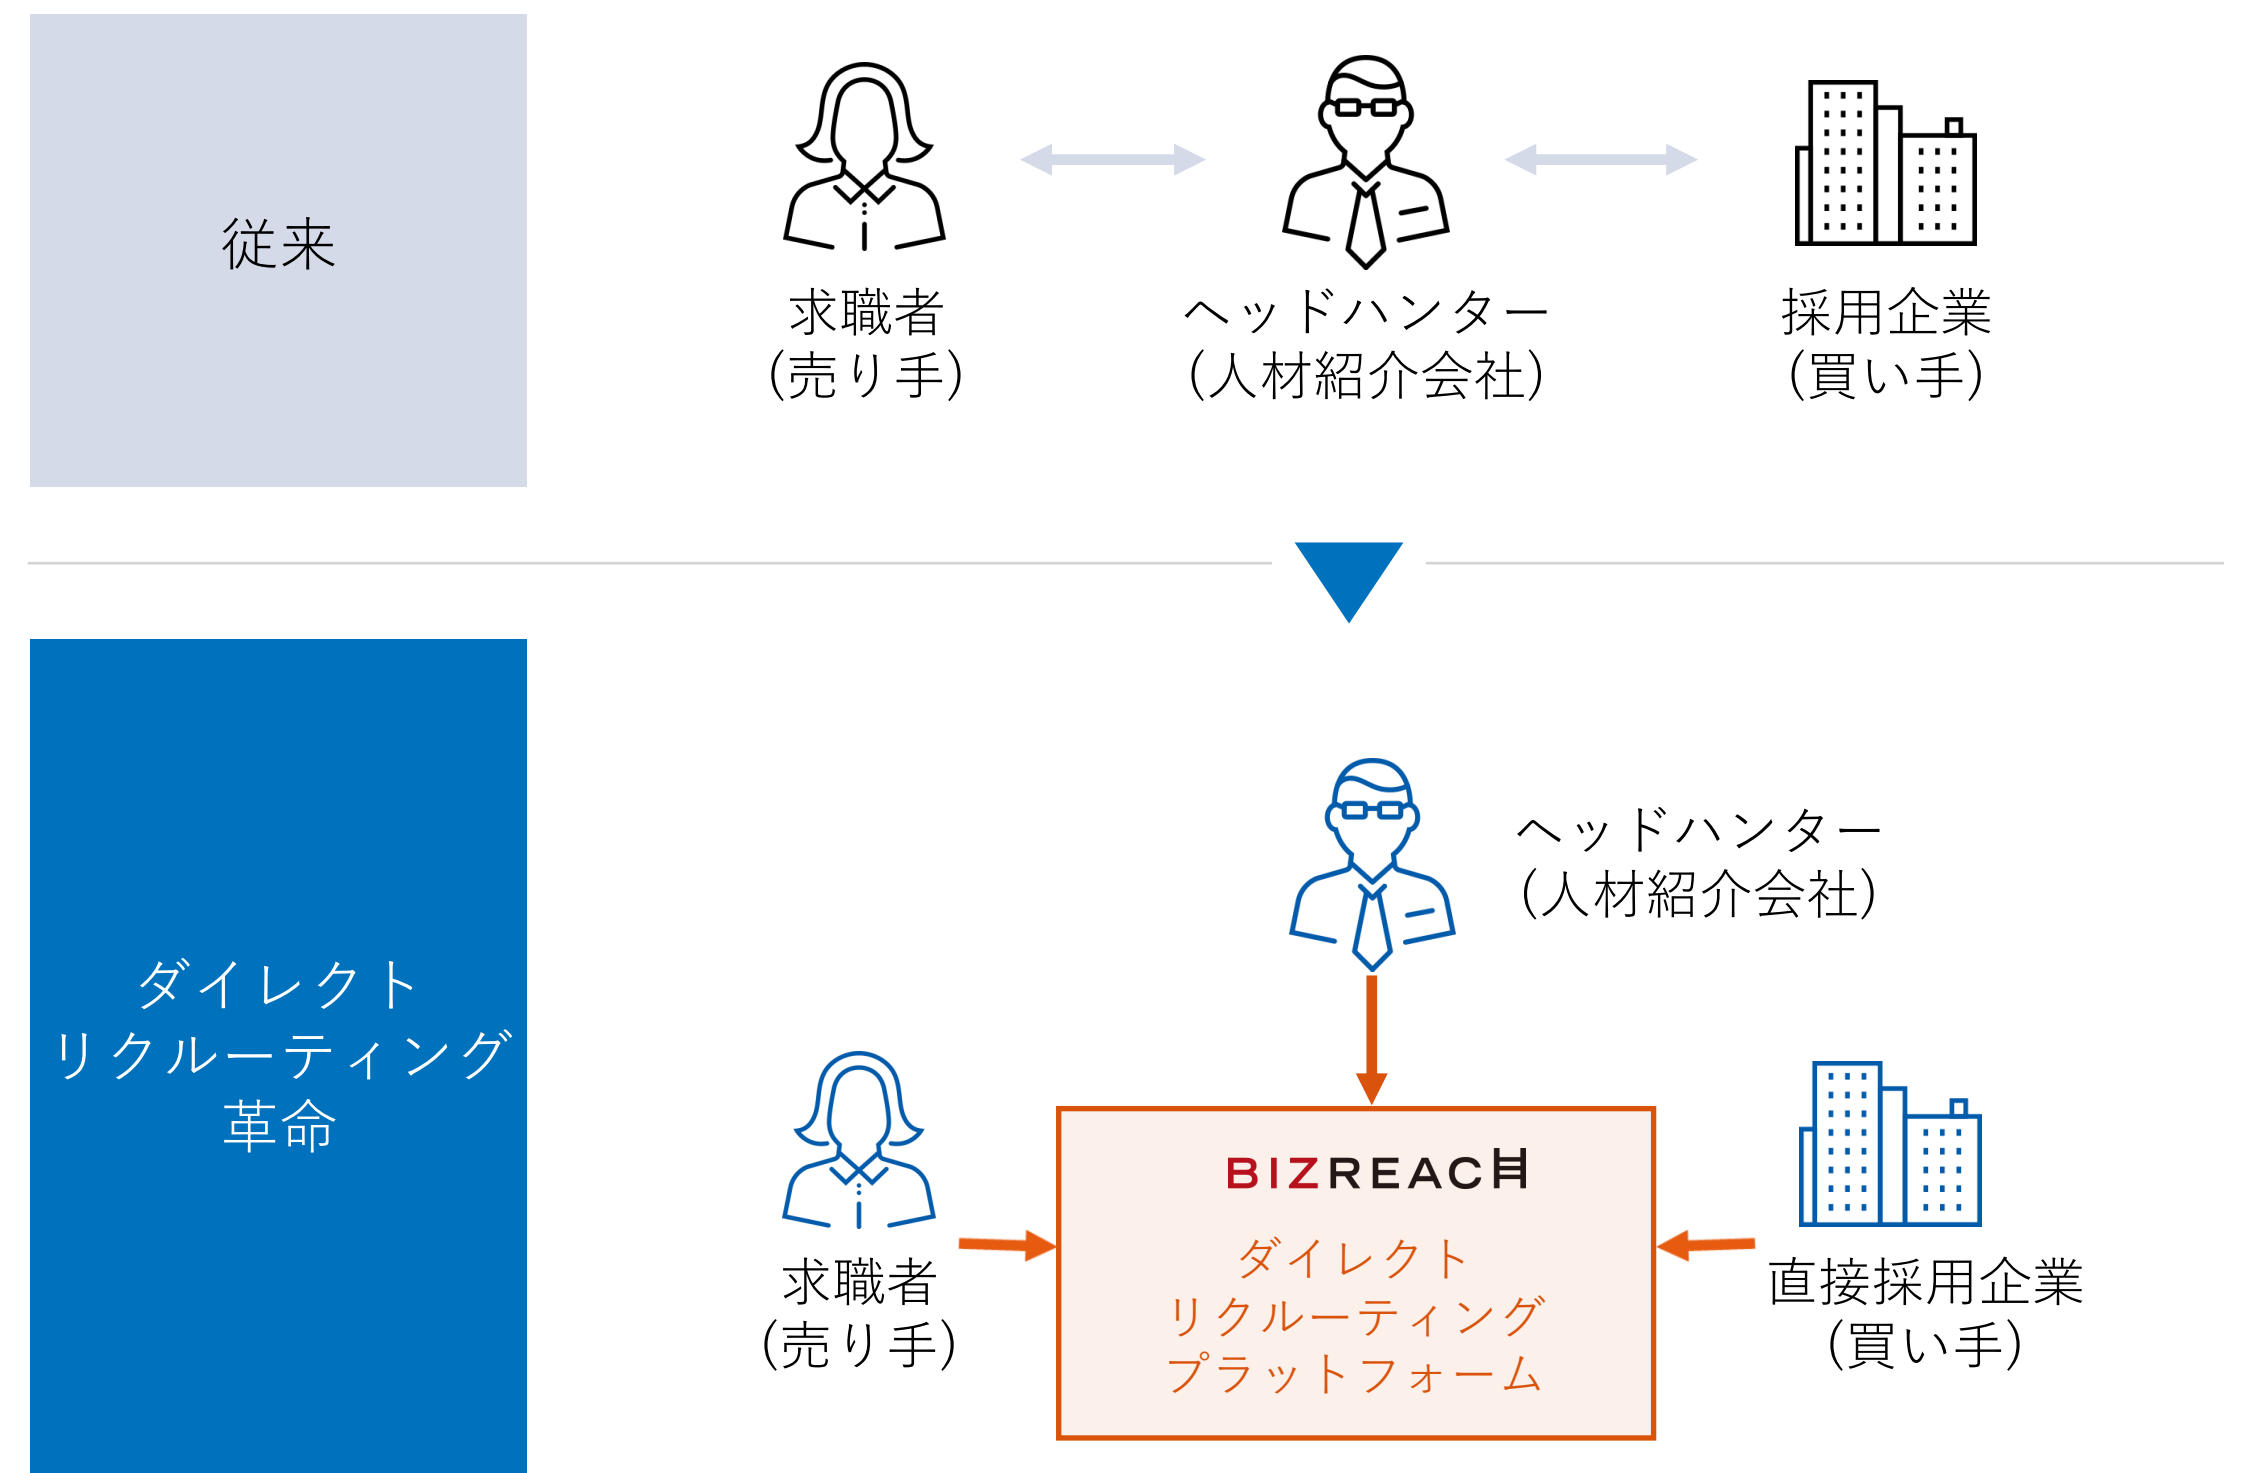 従来
求職者
(売り手)
ヘッドハンター
(人材紹介会社)
採用企業
(買い手)
ダイレクト
リクルーティング
革命
ヘッドハンター
(人材紹介会社)
求職者
(売り手)
BIZREACH
ダイレクト
リクルーティング
プラットフォーム
直接採用企業
(買い手)